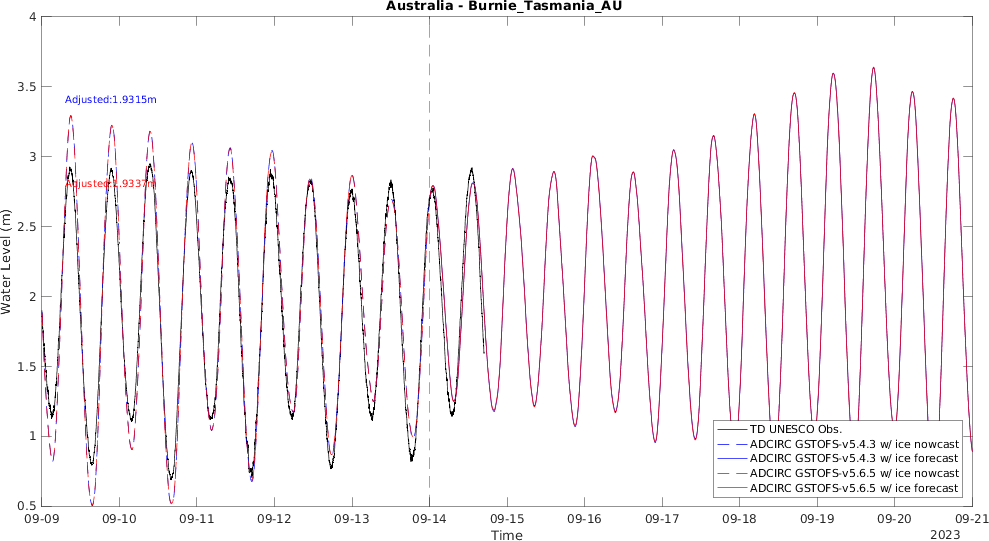 Australia - Burnie_Tasmania_AU
Water Level (m)
4
3.5
3
2.5
2
1.5
1
0.5
Adjusted:1.9315m
Adjusted:1.9337m
TD UNESCO Obs.
ADCIRC GSTOFS-v5.4.3 w/ ice nowcast
ADCIRC GSTOFS-v5.4.3 w/ ice forecast
ADCIRC GSTOFS-v5.6.5 w/ ice nowcast
ADCIRC GSTOFS-v5.6.5 w/ ice forecast
09-09 09-10 09-11 09-12 09-13 09-14 09-15 09-16 09-17 09-18 09-19 09-20 09-21
Time
2023